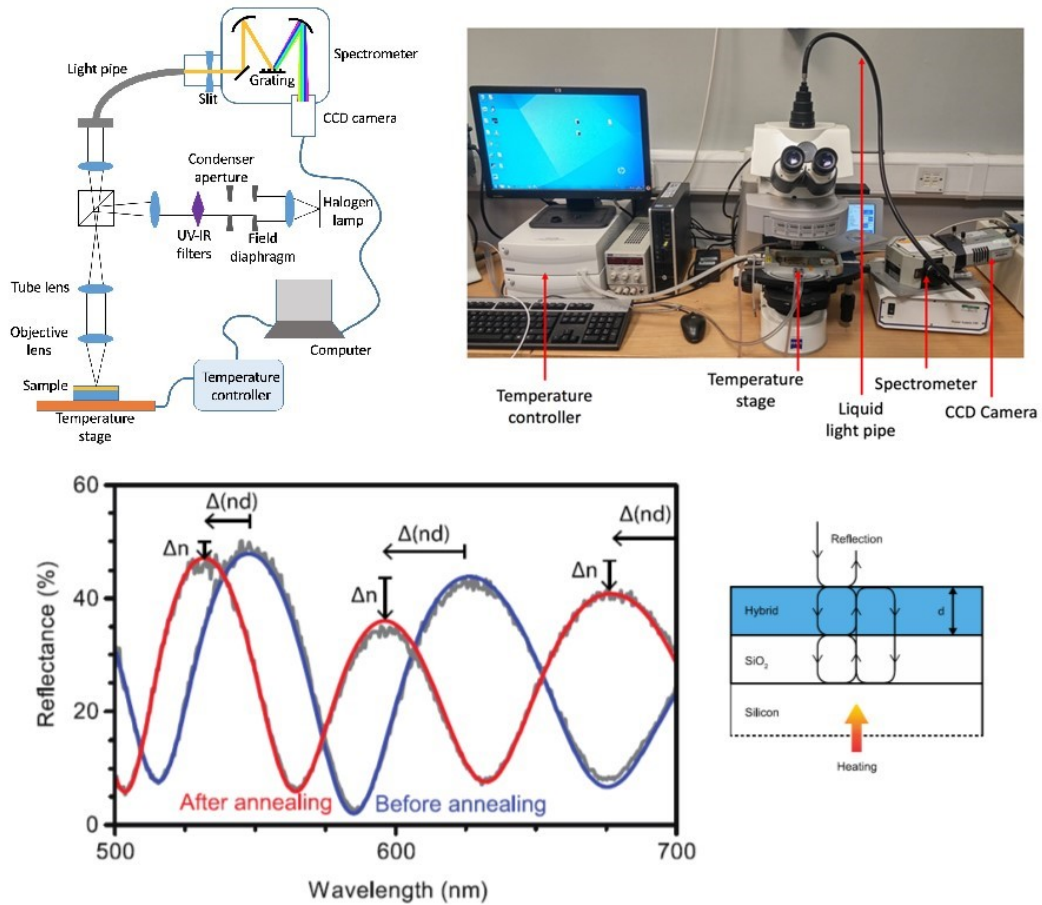 Spectrometer
Light pipe
Grating
Slit
CCD camera
Condenser
aperture
Halogen
lamp
UV-IR
filters
Field
diaphragm
Tube lens
Objective
lens
Computer
Sample
Temperature
controller
Temperature
stage
Temperature
controller
Temperature
stage
Liquid
light pipe
Spectrometer
CCD Camera
60
40
20
0
Reflectance (%)
Δ(nd)
Δn
Δ(nd)
Δn
Δ(nd)
Δn
After annealing
Before annealing
500
600
700
Wavelength (nm)
Reflection
Hybrid
d
SiO₂
Silicon
Heating